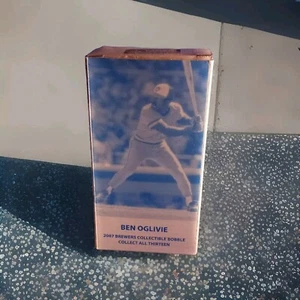 BEN OGLIVIE
2007 BREWERS COLLECTIBLE BOBBLE
COLLECT ALL THIRTEEN